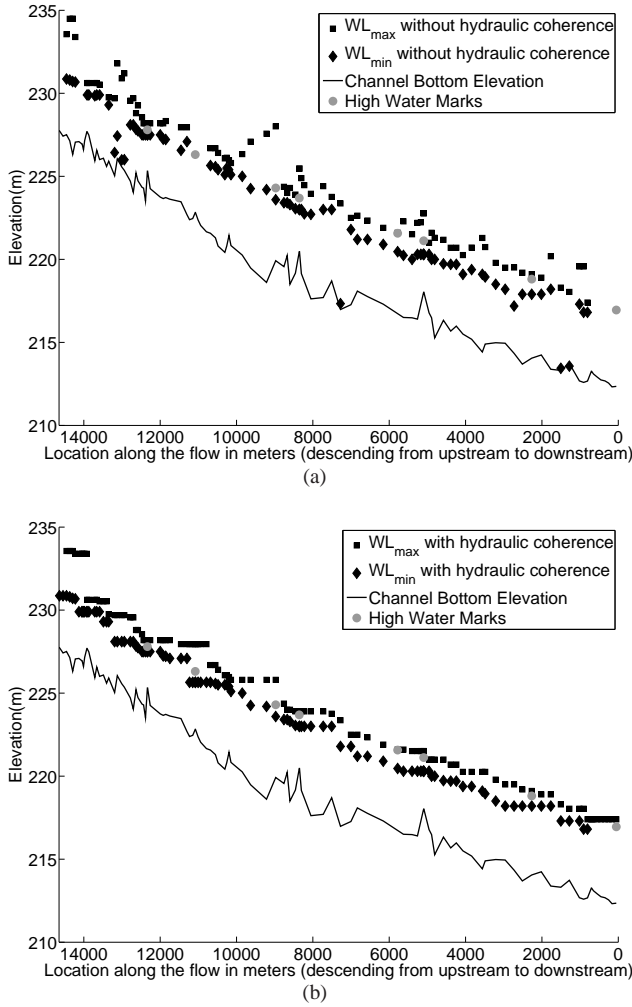 235
230
225
220
215
210
Elevation(m)
WLmax without hydraulic coherence
WLmin without hydraulic coherence
Channel Bottom Elevation
High Water Marks
14000 12000 10000 8000 6000 4000 2000 0
Location along the flow in meters (descending from upstream to downstream)
(a)
235
230
225
220
215
210
Elevation(m)
WLmax with hydraulic coherence
WLmin with hydraulic coherence
Channel Bottom Elevation
High Water Marks
14000 12000 10000 8000 6000 4000 2000 0
Location along the flow in meters (descending from upstream to downstream)
(b)